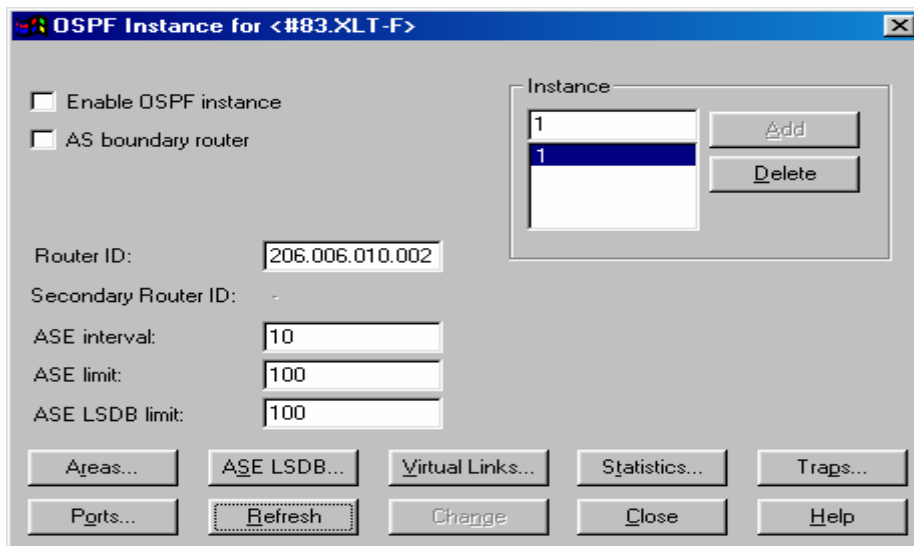 OSPF Instance for <#83.XLT-F>
Enable OSPF instance
AS boundary router
Instance
1
1
Add
Delete
Router ID: 206.006.010.002
Secondary Router ID: -
ASE interval: 10
ASE limit: 100
ASE LSDB limit: 100
Areas... ASE LSDB... Virtual Links... Statistics... Traps...
Ports... Refresh Change Close Help